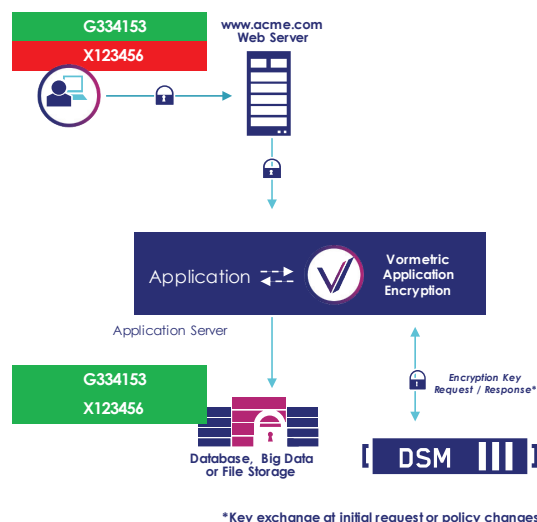 G334153
X123456
www.acme.com
Web Server
Application
Vormetric
Application
Encryption
Application Server
G334153
X123456
Encryption Key
Request / Response*
Database, Big Data
or File Storage
DSM
*Key exchange at initial request or policy changes